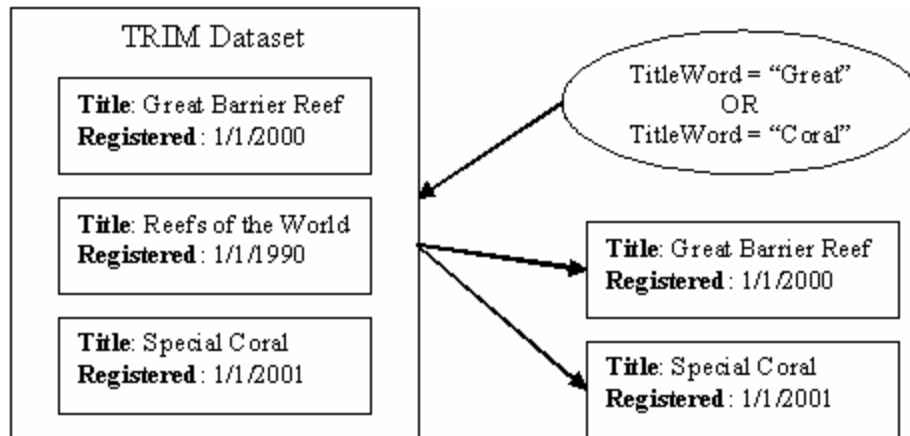 TRIM Dataset
Title: Great Barrier Reef
Registered : 1/1/2000
Title: Reefs of the World
Registered : 1/1/1990
Title: Special Coral
Registered : 1/1/2001
TitleWord = “Great”
OR
TitleWord = “Coral”
Title: Great Barrier Reef
Registered : 1/1/2000
Title: Special Coral
Registered : 1/1/2001